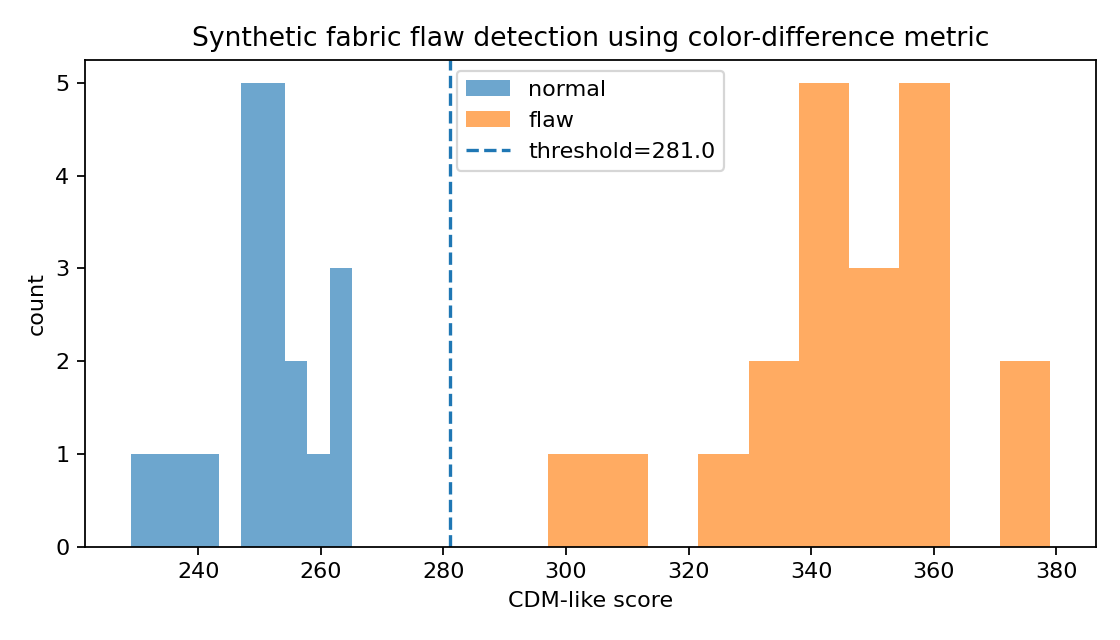 Synthetic fabric flaw detection using color-difference metric
normal
flaw
threshold=281.0
count
5
4
3
2
1
0
240 260 280 300 320 340 360 380
CDM-like score